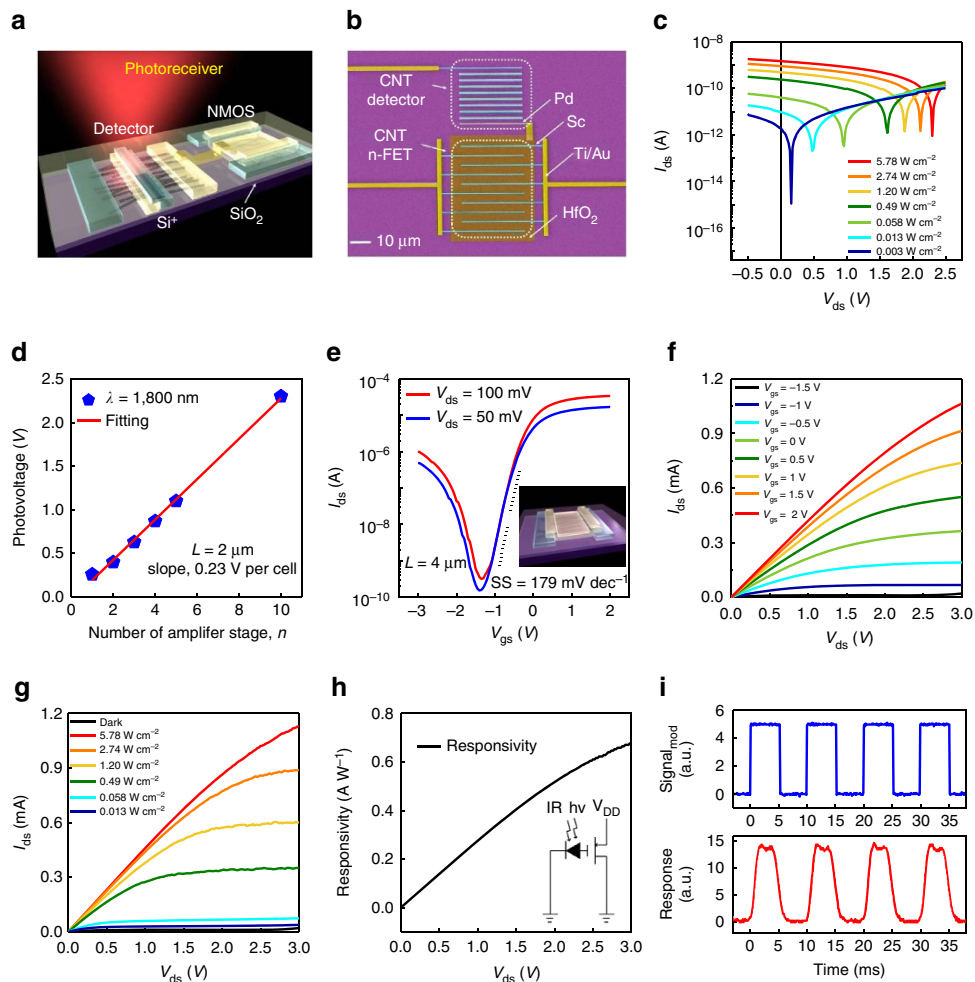 a
Photoreceiver
Detector
NMOS
Si⁺
SiO₂
b
CNT
detector
CNT
n-FET
Pd
Sc
Ti/Au
HfO₂
10 μm
c
I_ds (A)
10⁻⁸
10⁻¹⁰
10⁻¹²
10⁻¹⁴
10⁻¹⁶
5.78 W cm⁻²
2.74 W cm⁻²
1.20 W cm⁻²
0.49 W cm⁻²
0.058 W cm⁻²
0.013 W cm⁻²
0.003 W cm⁻²
−0.5 0.0 0.5 1.0 1.5 2.0 2.5
V_ds (V)
d
Photovoltage (V)
2.5
2.0
1.5
1.0
0.5
0.0
λ = 1,800 nm
Fitting
L = 2 μm
slope, 0.23 V per cell
0 2 4 6 8 10
Number of amplifer stage, n
e
I_ds (A)
10⁻⁴
10⁻⁶
10⁻⁸
10⁻¹⁰
V_ds = 100 mV
V_ds = 50 mV
L = 4 μm
SS = 179 mV dec⁻¹
−3 −2 −1 0 1 2
V_gs (V)
f
I_ds (mA)
1.2
0.9
0.6
0.3
0.0
V_gs = −1.5 V
V_gs = −1 V
V_gs = −0.5 V
V_gs = 0 V
V_gs = 0.5 V
V_gs = 1 V
V_gs = 1.5 V
V_gs = 2 V
0.0 0.5 1.0 1.5 2.0 2.5 3.0
V_ds (V)
g
I_ds (mA)
1.2
0.9
0.6
0.3
0.0
Dark
5.78 W cm⁻²
2.74 W cm⁻²
1.20 W cm⁻²
0.49 W cm⁻²
0.058 W cm⁻²
0.013 W cm⁻²
0.0 0.5 1.0 1.5 2.0 2.5 3.0
V_ds (V)
h
Responsivity (A W⁻¹)
0.8
0.6
0.4
0.2
0.0
Responsivity
IR hv V_DD
0.0 0.5 1.0 1.5 2.0 2.5 3.0
V_ds (V)
i
Signal_mod
(a.u.)
6
4
2
0
0 5 10 15 20 25 30 35
Response
(a.u.)
15
10
5
0
0 5 10 15 20 25 30 35
Time (ms)